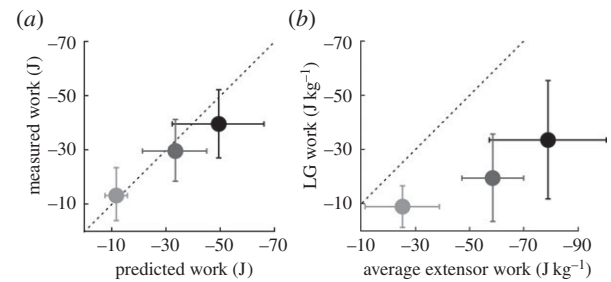 (a)
–70
–50
–30
–10
measured work (J)
–10 –30 –50 –70
predicted work (J)
(b)
–70
–50
–30
–10
LG work (J kg–1)
–10 –30 –50 –70 –90
average extensor work (J kg–1)